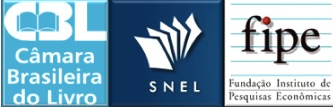 CBL
Câmara
Brasileira
do Livro
SNEL
fipe
Fundação Instituto de
Pesquisas Econômicas